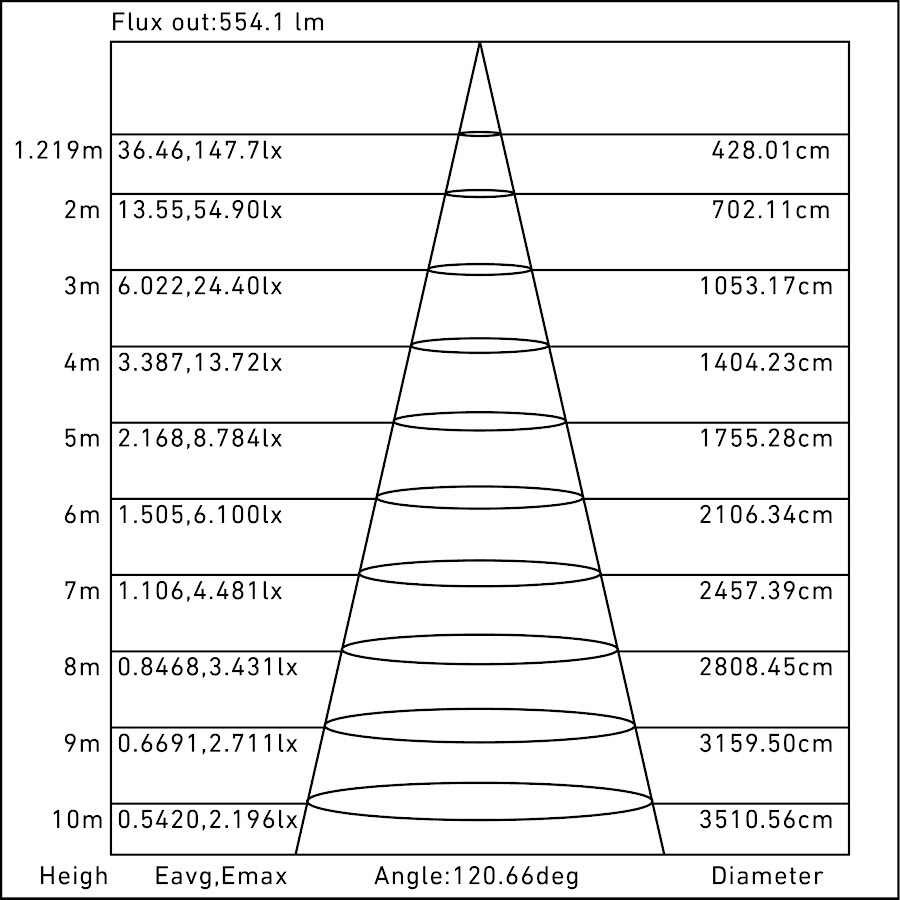 Flux out:554.1 lm
1.219m 36.46,147.7lx 428.01cm
2m 13.55,54.90lx 702.11cm
3m 6.022,24.40lx 1053.17cm
4m 3.387,13.72lx 1404.23cm
5m 2.168,8.784lx 1755.28cm
6m 1.505,6.100lx 2106.34cm
7m 1.106,4.481lx 2457.39cm
8m 0.8468,3.431lx 2808.45cm
9m 0.6691,2.711lx 3159.50cm
10m 0.5420,2.196lx 3510.56cm
Heigh Eavg,Emax Angle:120.66deg Diameter